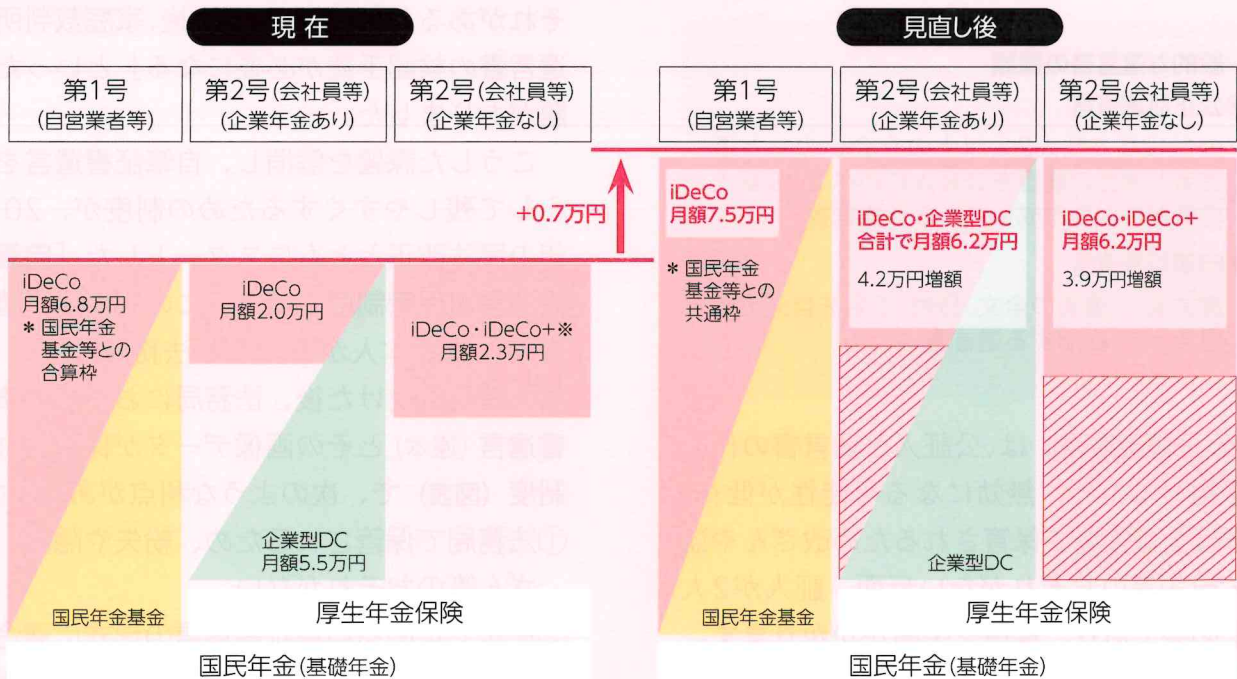 現在
第1号
(自営業者等)
第2号(会社員等)
(企業年金あり)
第2号(会社員等)
(企業年金なし)
+0.7万円
iDeCo
月額6.8万円
* 国民年金
基金等との
合算枠
iDeCo
月額2.0万円
iDeCo・iDeCo+※
月額2.3万円
企業型DC
月額5.5万円
国民年金基金
厚生年金保険
国民年金(基礎年金)
見直し後
第1号
(自営業者等)
第2号(会社員等)
(企業年金あり)
第2号(会社員等)
(企業年金なし)
iDeCo
月額7.5万円
* 国民年金
基金等との
共通枠
iDeCo・企業型DC
合計で月額6.2万円
4.2万円増額
iDeCo・iDeCo+
月額6.2万円
3.9万円増額
企業型DC
国民年金基金
厚生年金保険
国民年金(基礎年金)